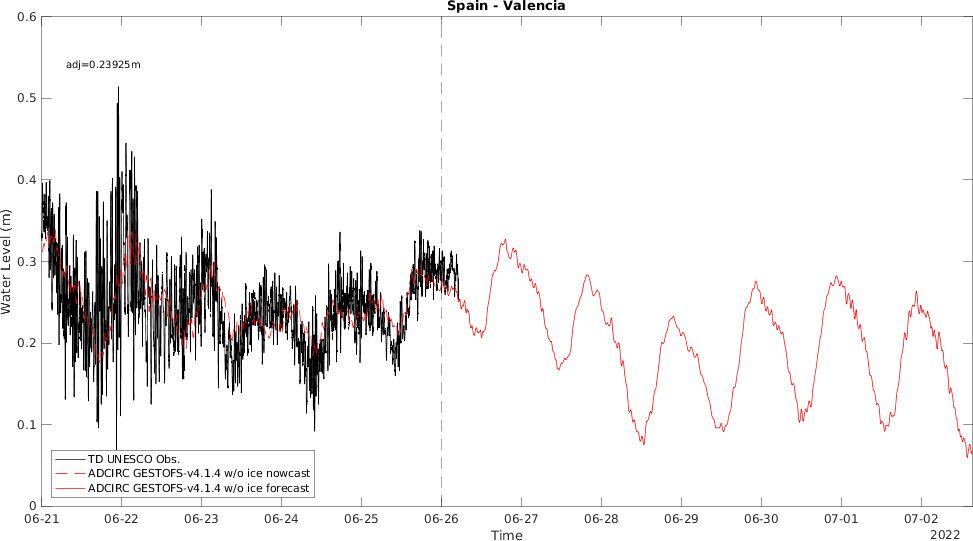 Spain - Valencia
adj=0.23925m
Water Level (m)
0.6
0.5
0.4
0.3
0.2
0.1
0
TD UNESCO Obs.
ADCIRC GESTOFS-v4.1.4 w/o ice nowcast
ADCIRC GESTOFS-v4.1.4 w/o ice forecast
06-21 06-22 06-23 06-24 06-25 06-26 06-27 06-28 06-29 06-30 07-01 07-02
Time
2022